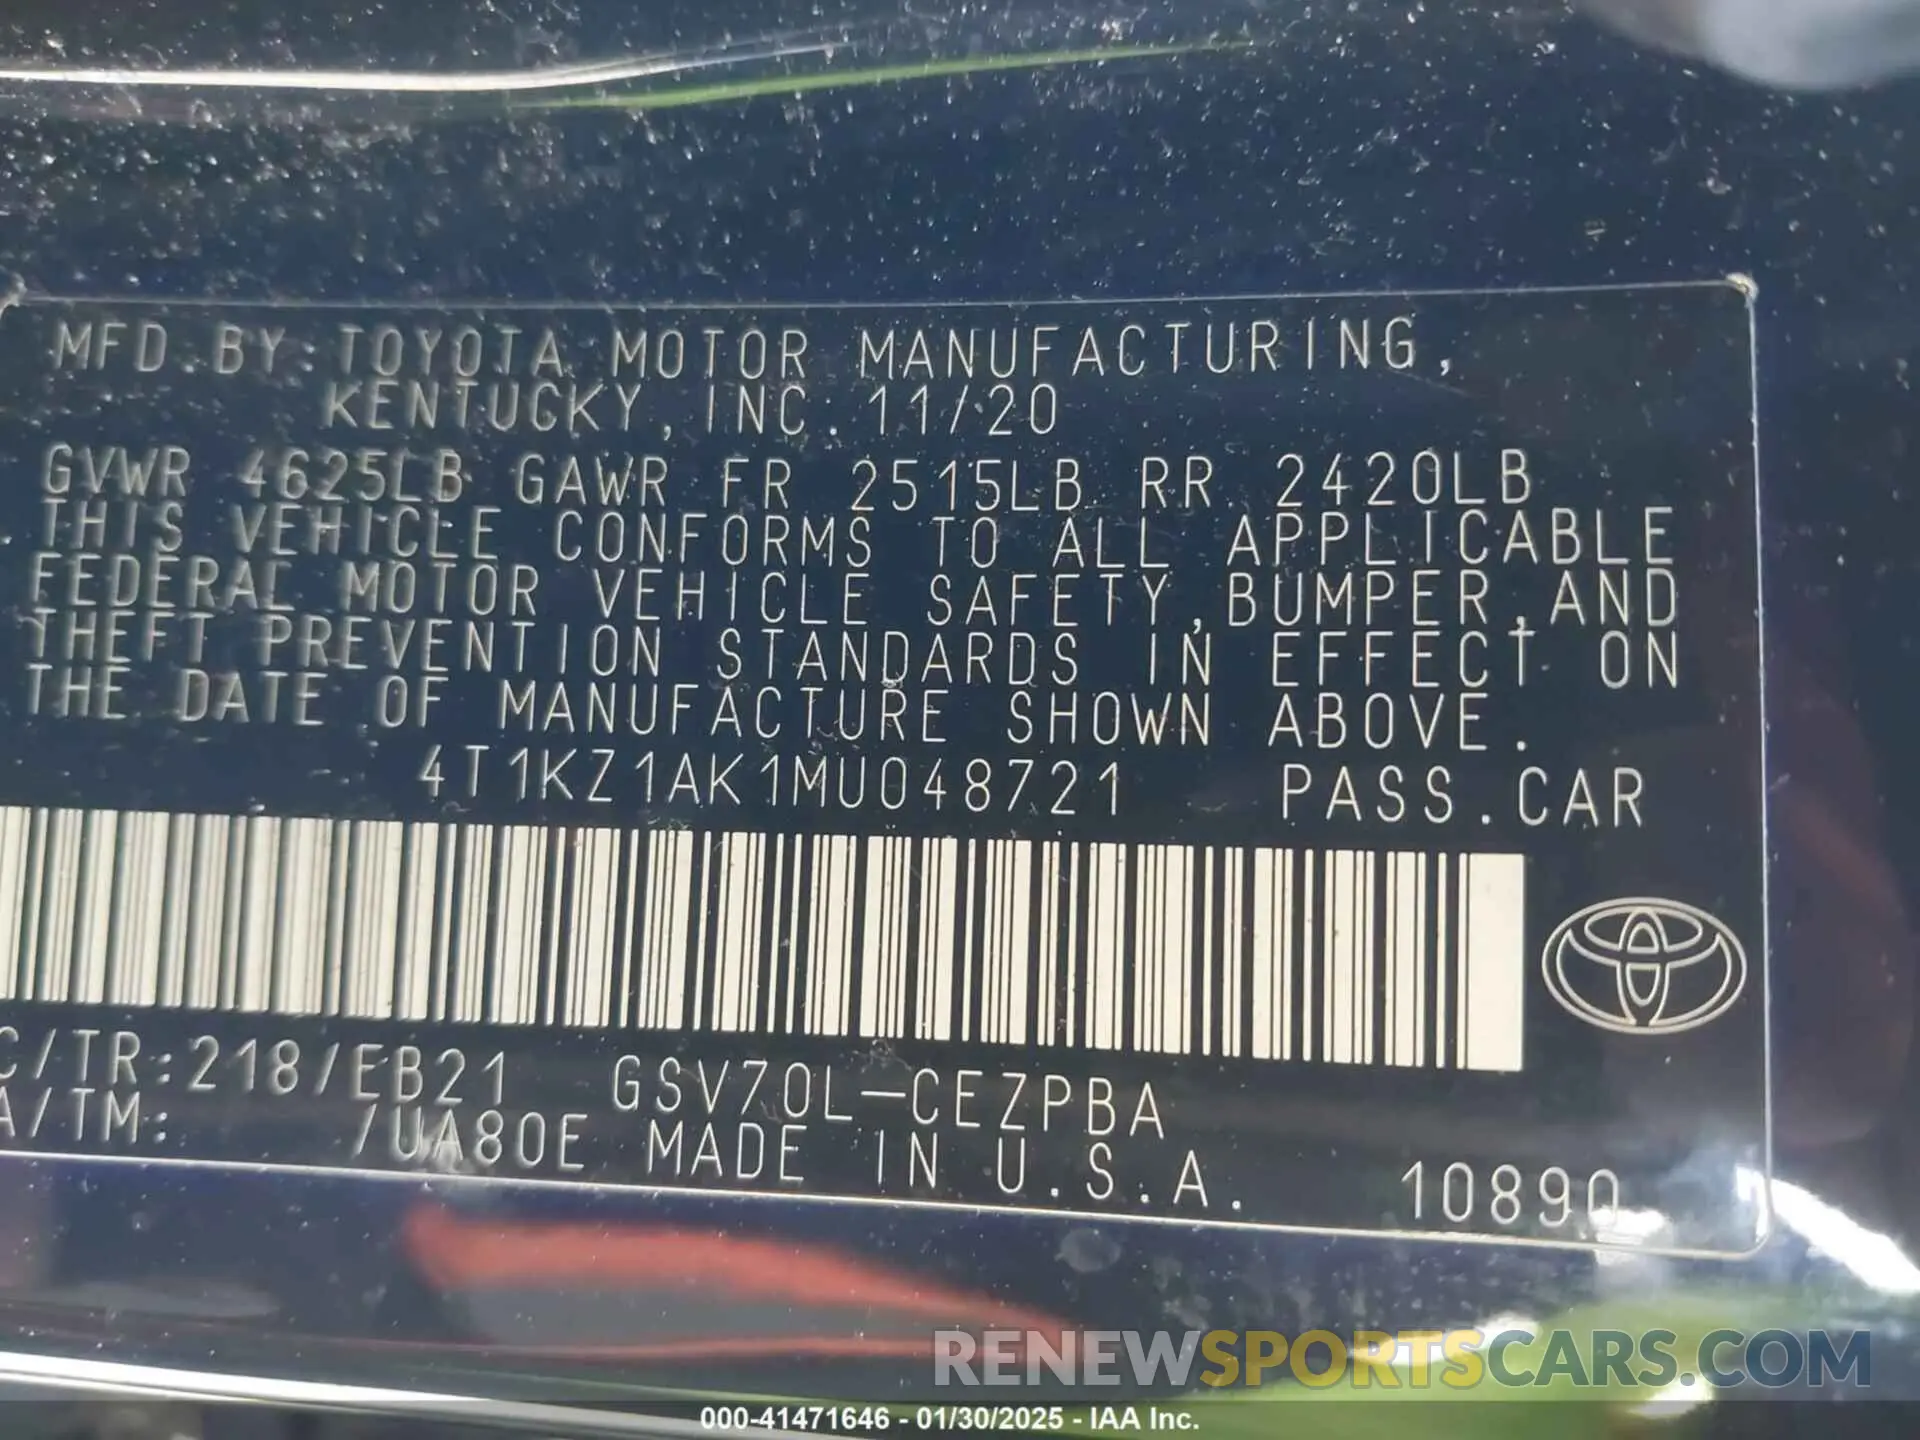 MFD.BY:TOYOTA MOTOR MANUFACTURING,
KENTUCKY,INC. 11/20
GVWR 4625LB GAWR FR 2515LB RR 2420LB
THIS VEHICLE CONFORMS TO ALL APPLICABLE
FEDERAL MOTOR VEHICLE SAFETY,BUMPER,AND
THEFT PREVENTION STANDARDS IN EFFECT ON
THE DATE OF MANUFACTURE SHOWN ABOVE.
4T1KZ1AK1MU048721 PASS.CAR
C/TR:218/EB21 GSV70L-CEZPBA
A/TM: /UA80E MADE IN U.S.A. 10890
RENEWSPORTSCARS.COM
000-41471646 - 01/30/2025 - IAA Inc.